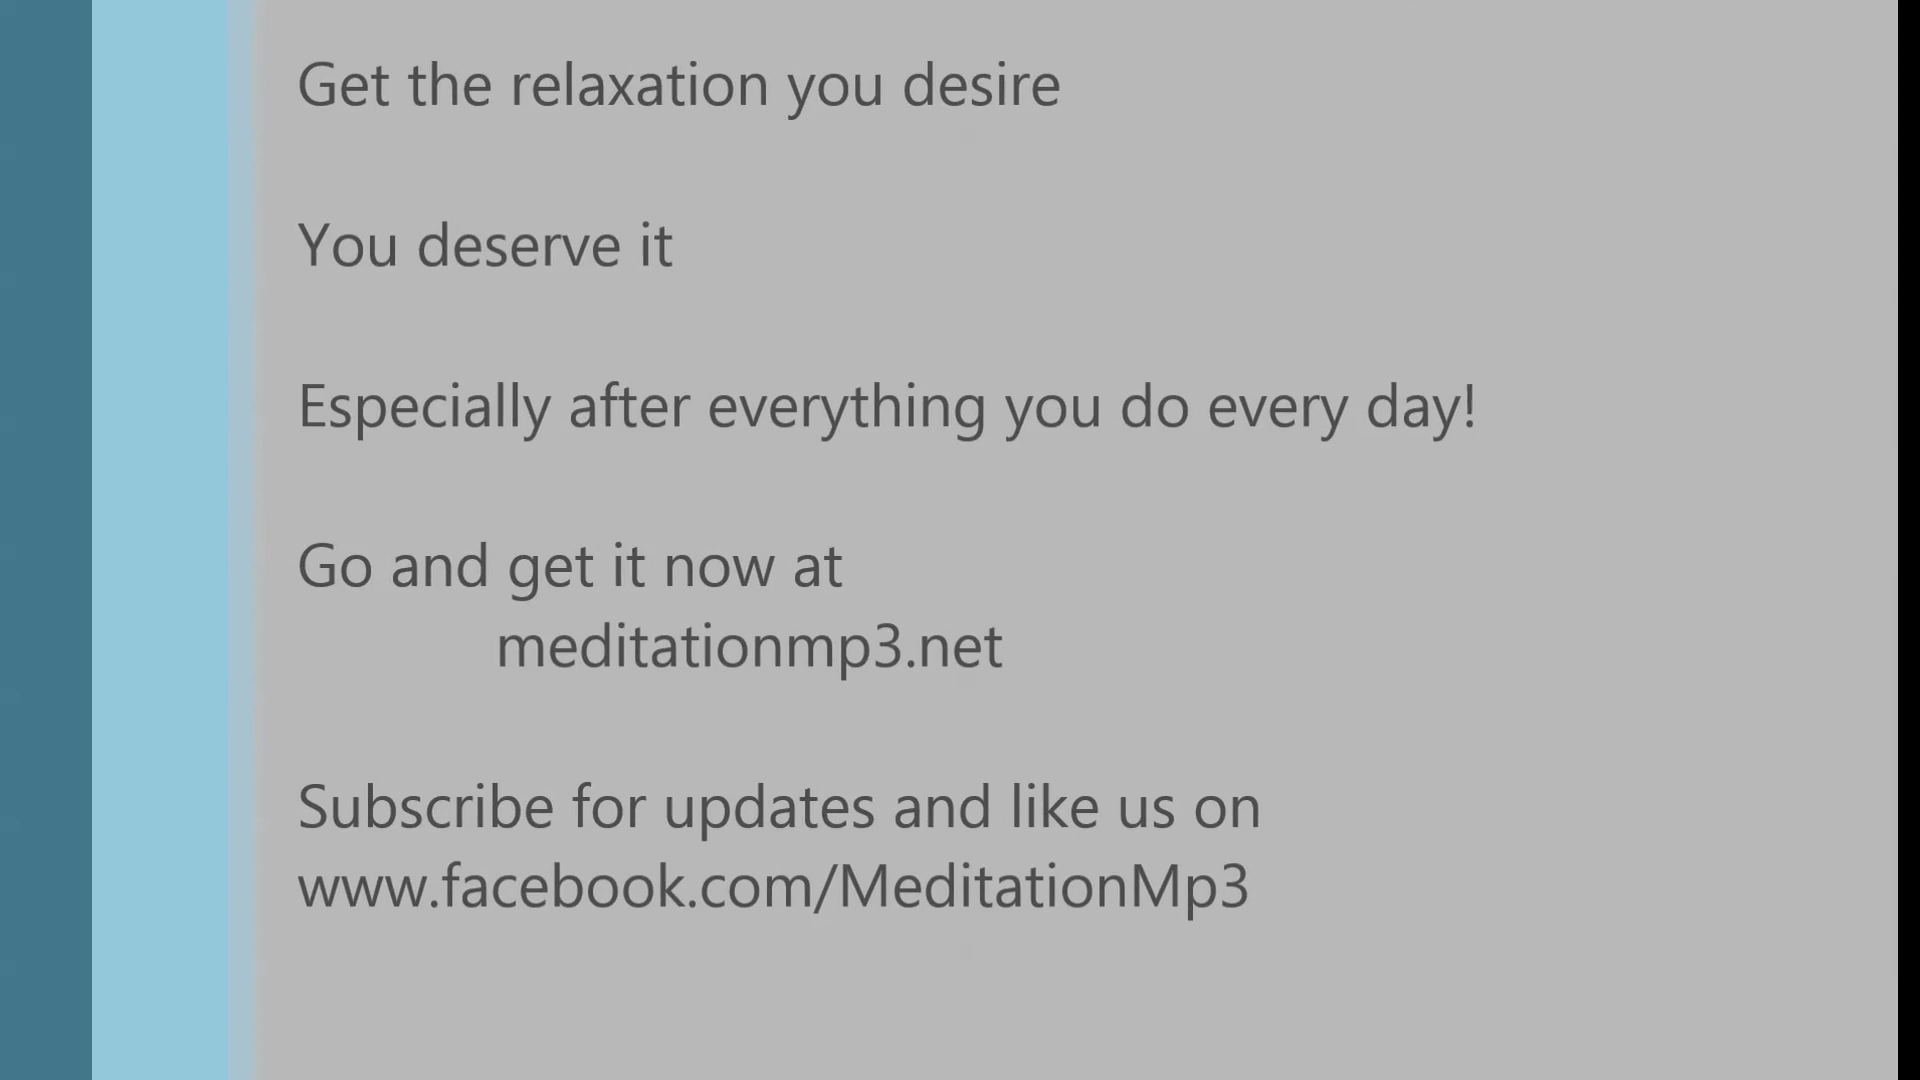 Get the relaxation you desire
You deserve it
Especially after everything you do every day!
Go and get it now at
meditationmp3.net
Subscribe for updates and like us on
www.facebook.com/MeditationMp3